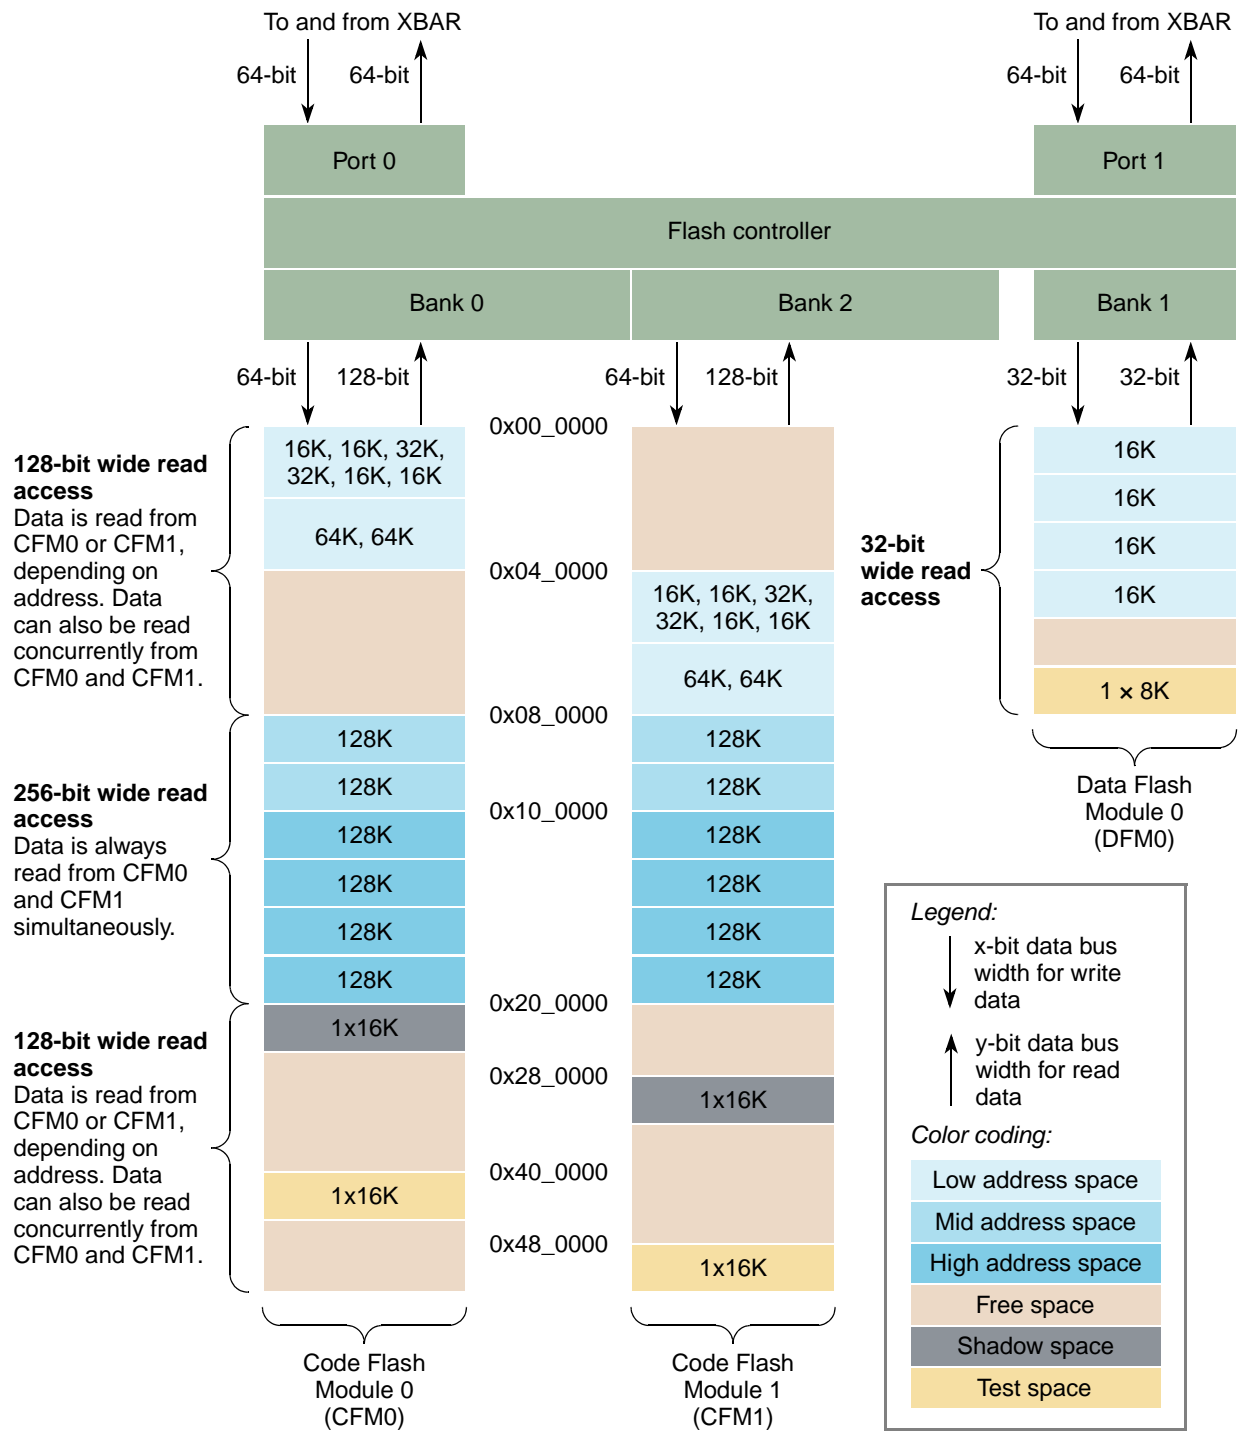 To and from XBAR
To and from XBAR
64-bit
64-bit
64-bit
64-bit
Port 0
Port 1
Flash controller
Bank 0
Bank 2
Bank 1
64-bit
128-bit
64-bit
128-bit
32-bit
32-bit
128-bit wide read
access
Data is read from
CFM0 or CFM1,
depending on
address. Data
can also be read
concurrently from
CFM0 and CFM1.
256-bit wide read
access
Data is always
read from CFM0
and CFM1
simultaneously.
128-bit wide read
access
Data is read from
CFM0 or CFM1,
depending on
address. Data
can also be read
concurrently from
CFM0 and CFM1.
16K, 16K, 32K,
32K, 16K, 16K
64K, 64K
128K
128K
128K
128K
128K
128K
1x16K
1x16K
Code Flash
Module 0
(CFM0)
0x00_0000
0x04_0000
0x08_0000
0x10_0000
0x20_0000
0x28_0000
0x40_0000
0x48_0000
16K, 16K, 32K,
32K, 16K, 16K
64K, 64K
128K
128K
128K
128K
128K
128K
1x16K
1x16K
Code Flash
Module 1
(CFM1)
32-bit
wide read
access
16K
16K
16K
16K
1 × 8K
Data Flash
Module 0
(DFM0)
Legend:
x-bit data bus
width for write
data
y-bit data bus
width for read
data
Color coding:
Low address space
Mid address space
High address space
Free space
Shadow space
Test space